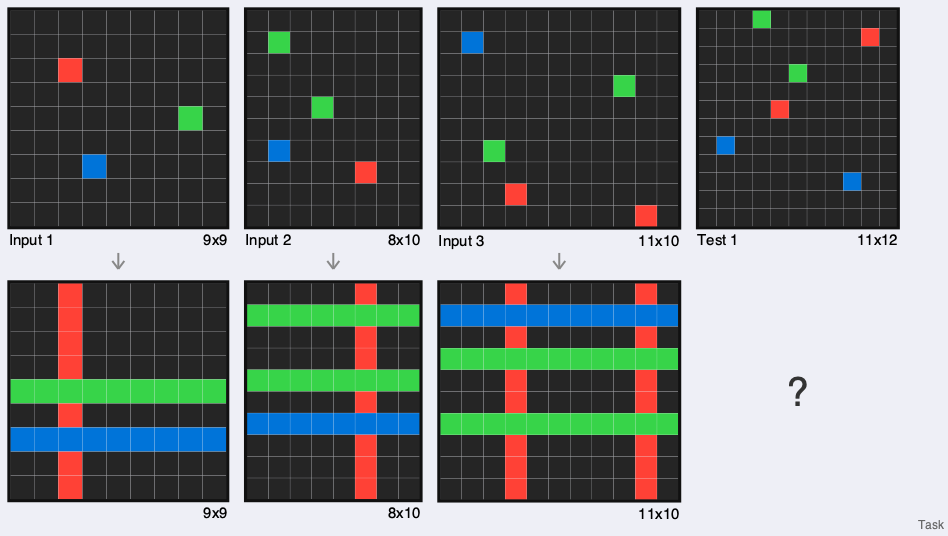 Input 1 9x9
Input 2 8x10
Input 3 11x10
Test 1 11x12
?
9x9
8x10
11x10
Task